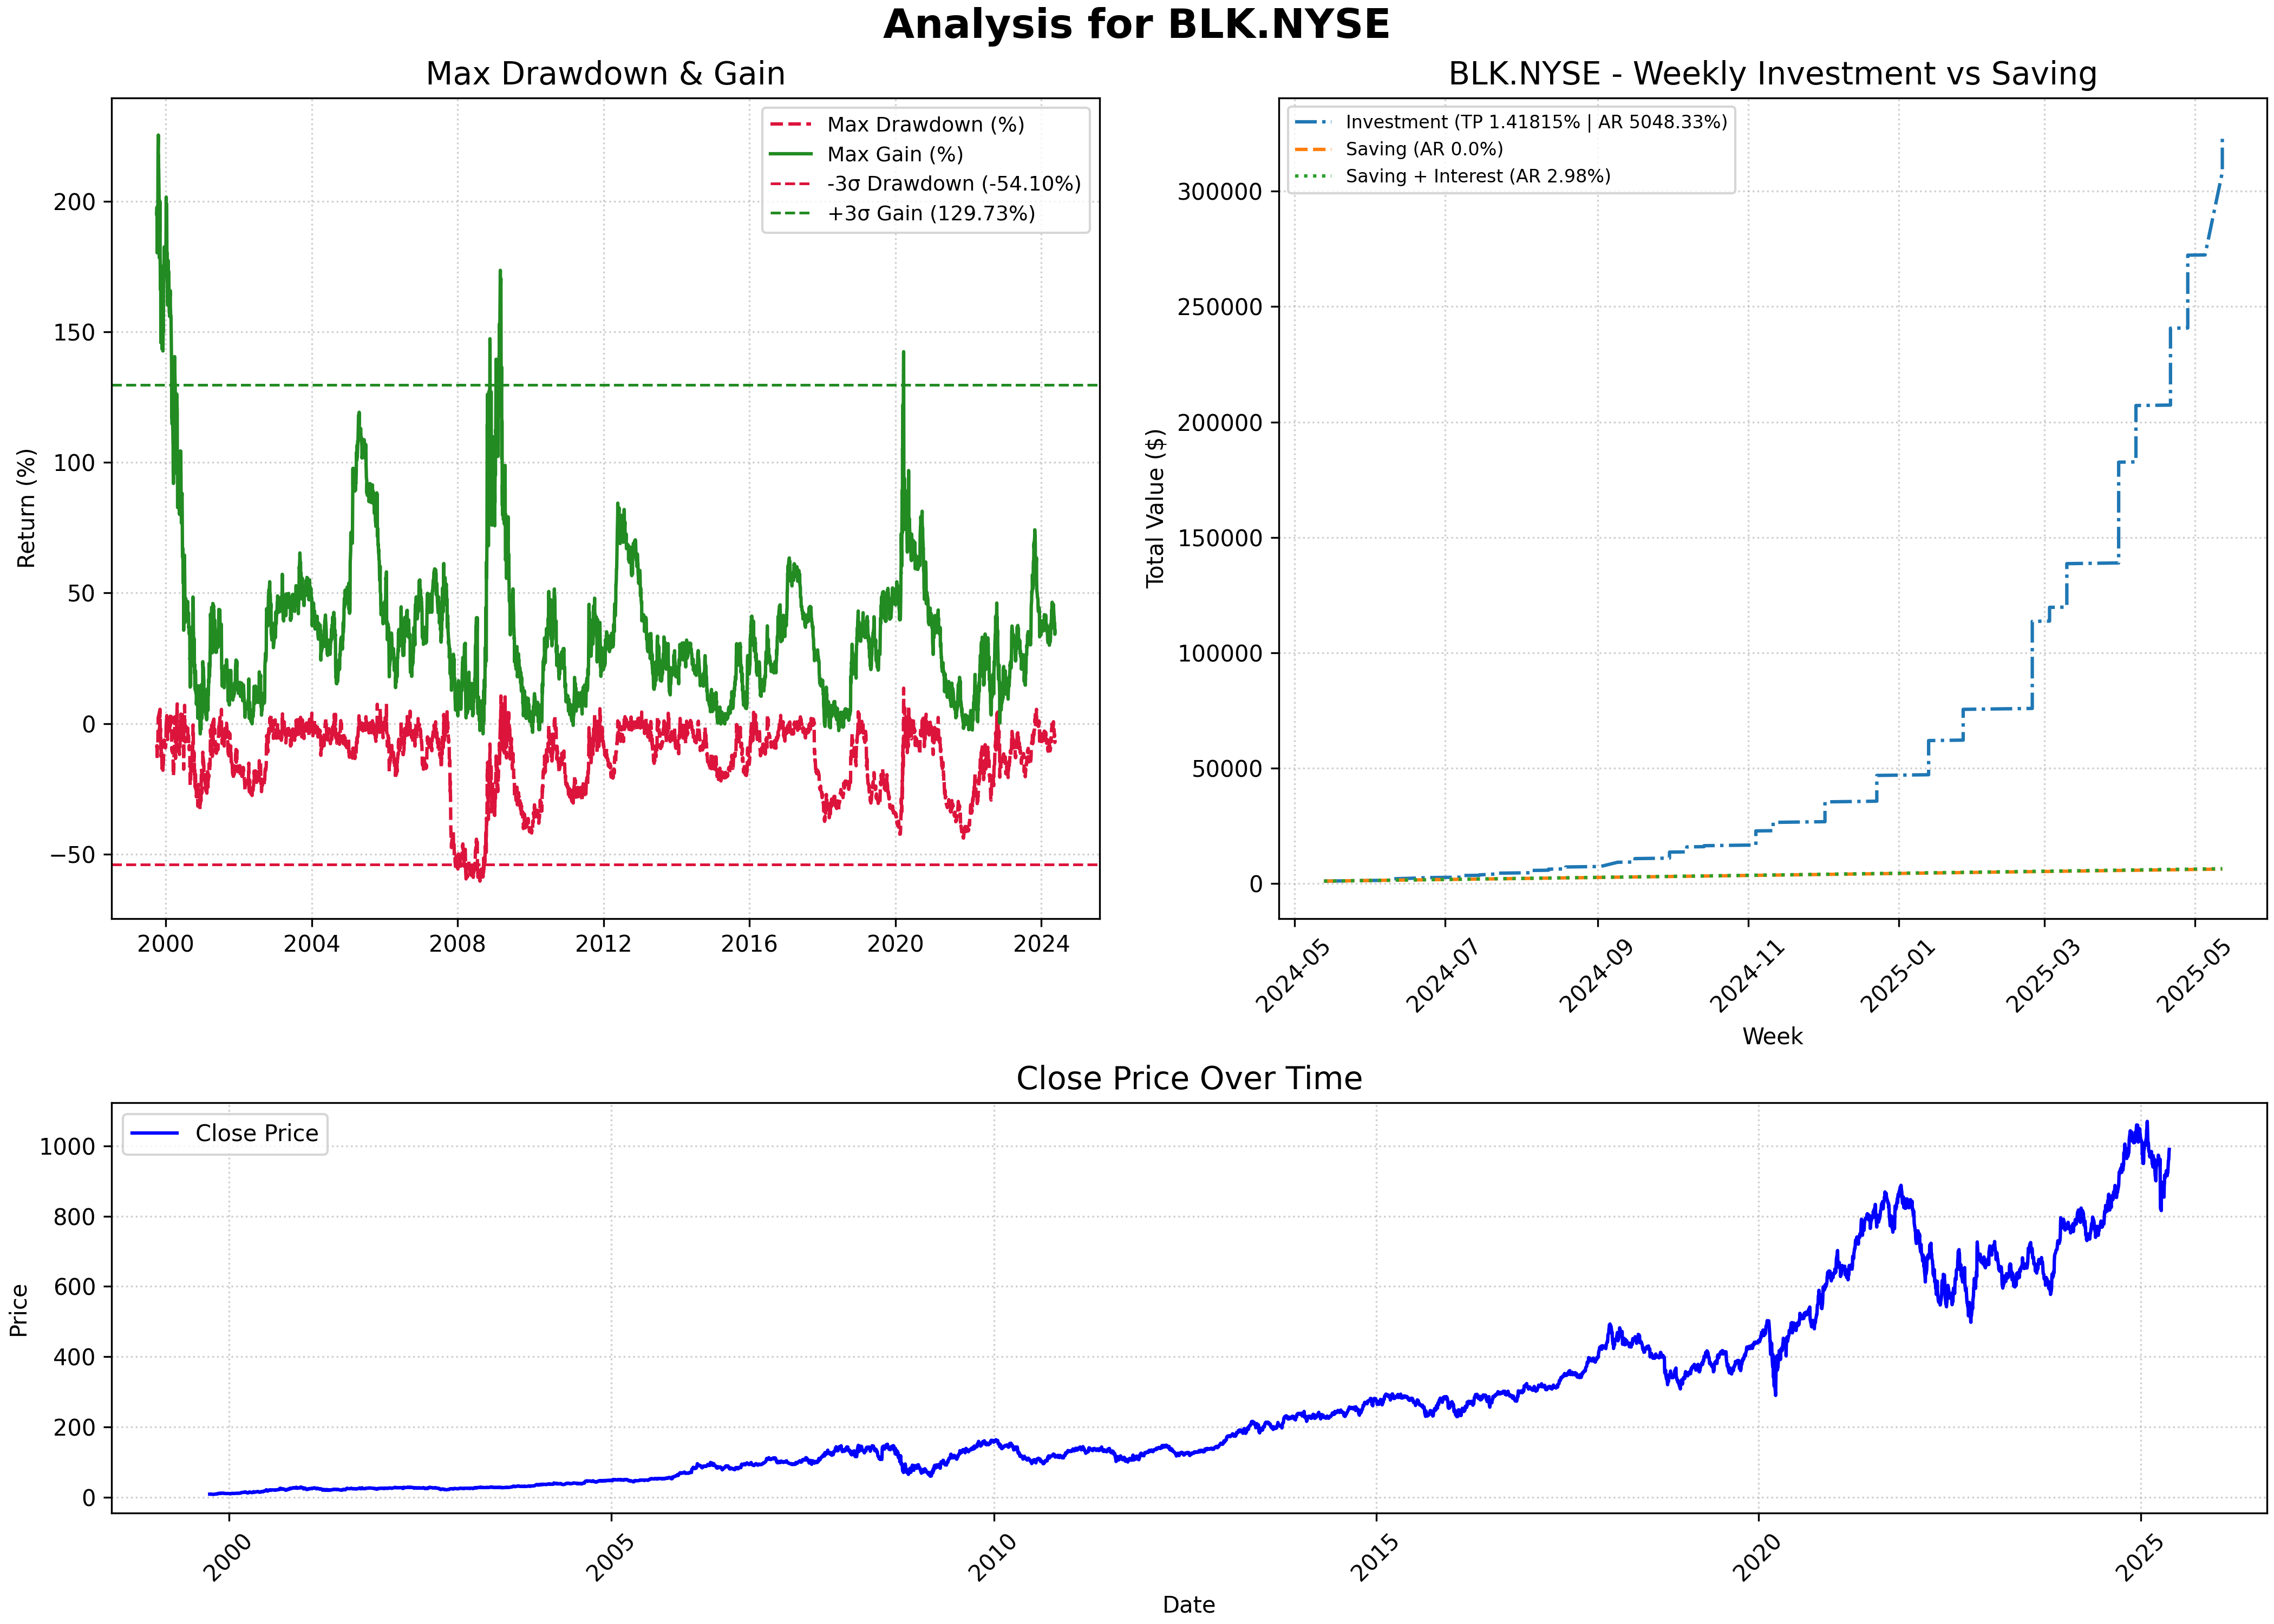 Analysis for BLK.NYSE
Max Drawdown & Gain
Max Drawdown (%)
Max Gain (%)
-3σ Drawdown (-54.10%)
+3σ Gain (129.73%)
Return (%)
200
150
100
50
0
−50
2000 2004 2008 2012 2016 2020 2024
BLK.NYSE - Weekly Investment vs Saving
Investment (TP 1.41815% | AR 5048.33%)
Saving (AR 0.0%)
Saving + Interest (AR 2.98%)
Total Value ($)
300000
250000
200000
150000
100000
50000
0
2024-05 2024-07 2024-09 2024-11 2025-01 2025-03 2025-05
Week
Close Price Over Time
Close Price
Price
1000
800
600
400
200
0
2000 2005 2010 2015 2020 2025
Date